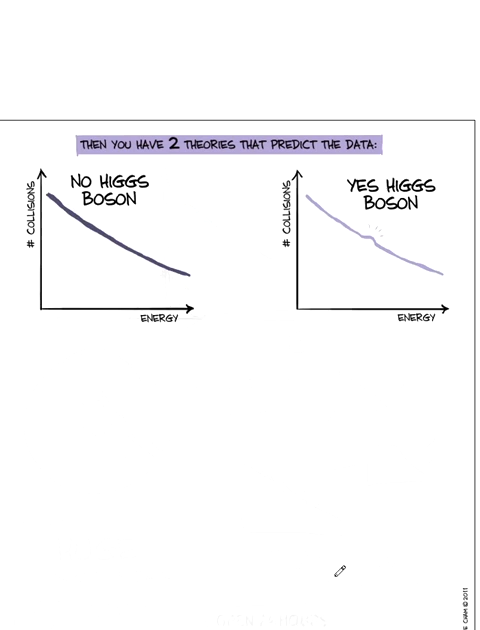 THEN YOU HAVE 2 THEORIES THAT PREDICT THE DATA:
NO HIGGS
BOSON
# COLLISIONS
ENERGY
YES HIGGS
BOSON
# COLLISIONS
ENERGY
CHAM © 2011